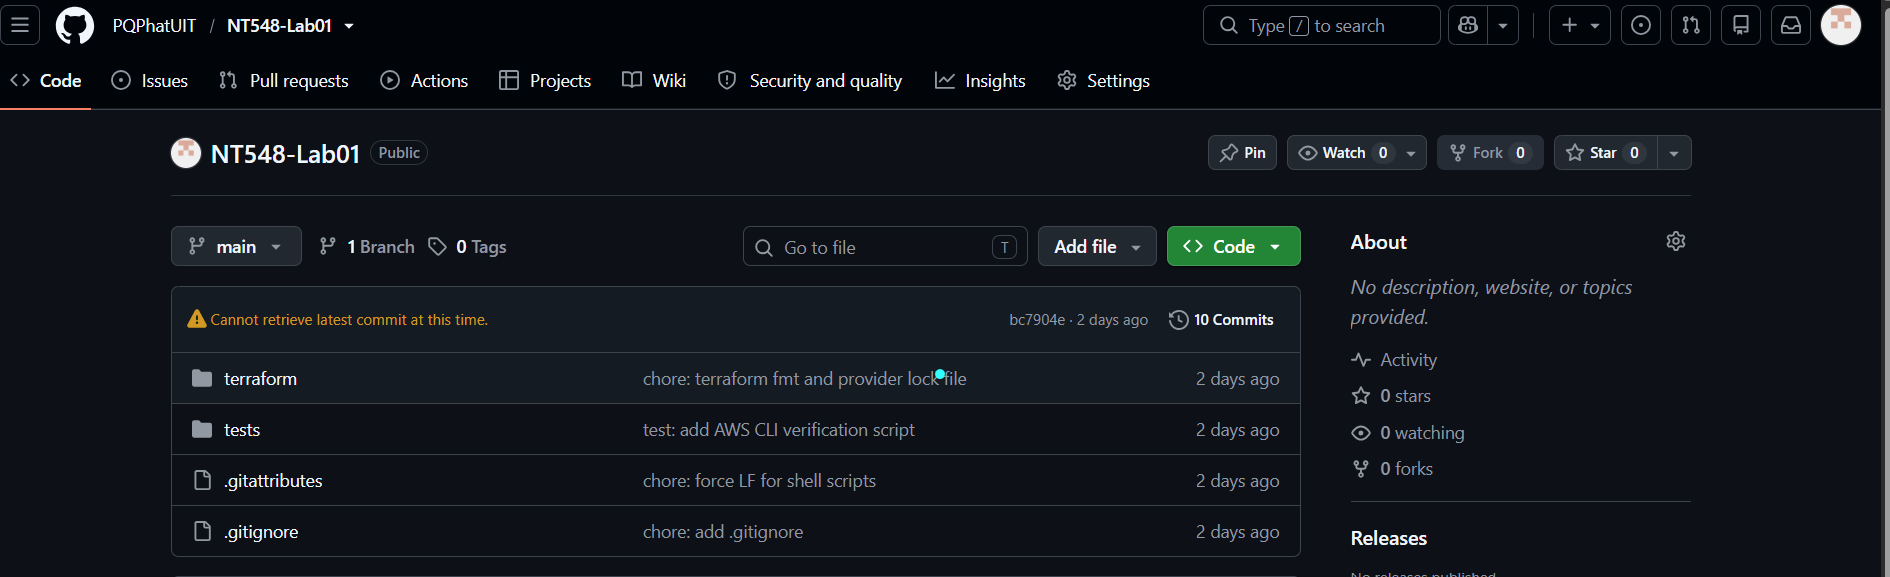 PQPhatUIT / NT548-Lab01
Type / to search
Code
Issues
Pull requests
Actions
Projects
Wiki
Security and quality
Insights
Settings
NT548-Lab01
Public
Pin
Watch 0
Fork 0
Star 0
main
1 Branch
0 Tags
Go to file
T
Add file
Code
Cannot retrieve latest commit at this time.
bc7904e · 2 days ago
10 Commits
terraform
chore: terraform fmt and provider lock file
2 days ago
tests
test: add AWS CLI verification script
2 days ago
.gitattributes
chore: force LF for shell scripts
2 days ago
.gitignore
chore: add .gitignore
2 days ago
About
No description, website, or topics
provided.
Activity
0 stars
0 watching
0 forks
Releases
No releases published